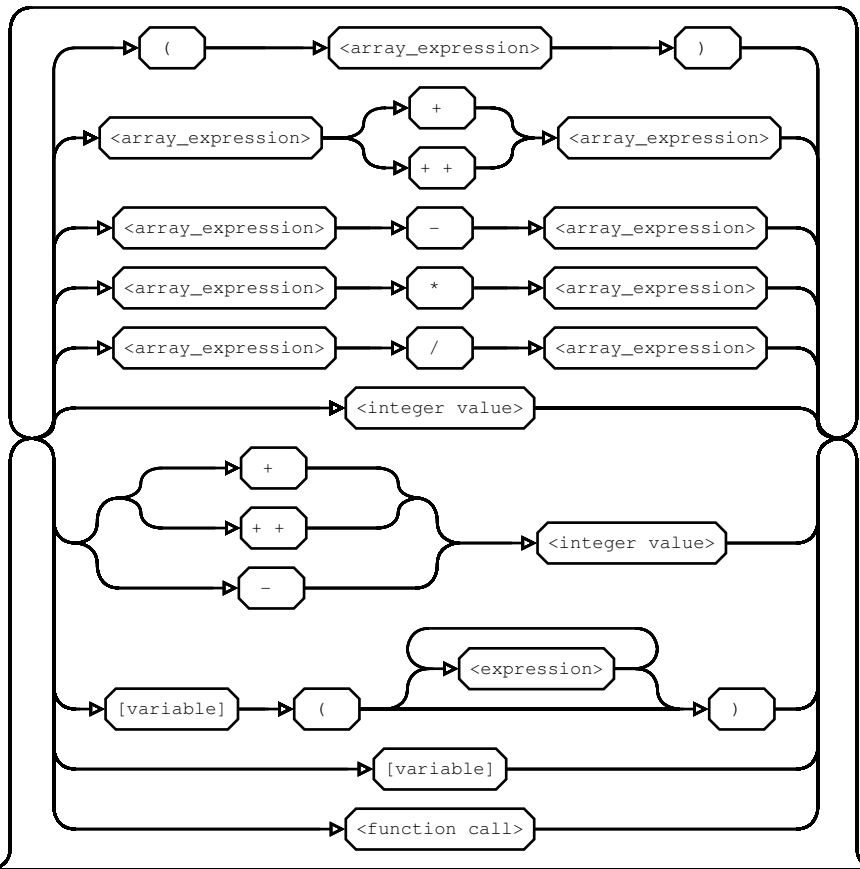 ( <array_expression> )
+
<array_expression> <array_expression>
+ +
<array_expression> - <array_expression>
<array_expression> * <array_expression>
<array_expression> / <array_expression>
<integer value>
+
+ +
<integer value>
-
<expression>
[variable] ( )
[variable]
<function call>